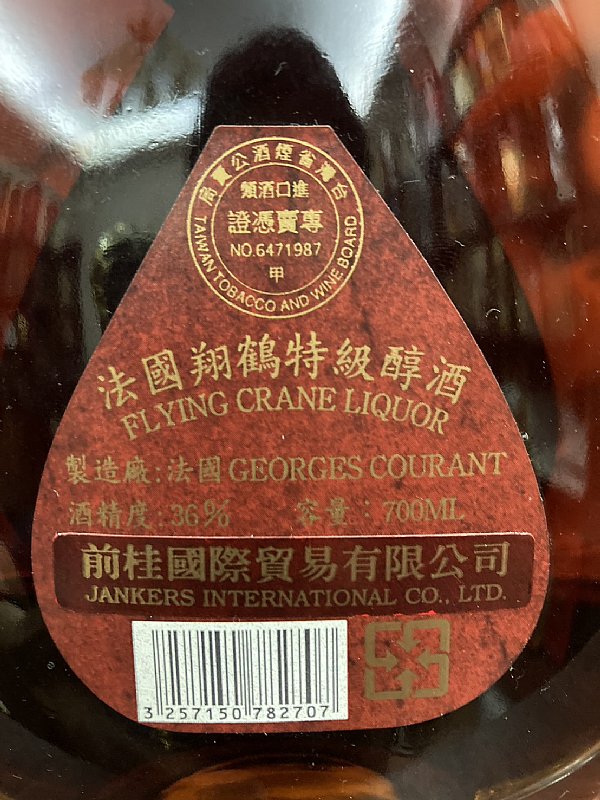 台灣省菸酒公賣局
進口酒類
專賣憑證
NO.6471987
甲
TAIWAN TOBACCO AND WINE BOARD
法國翔鶴特級醇酒
FLYING CRANE LIQUOR
製造廠:法國 GEORGES COURANT
酒精度:36% 容量:700ML
前桂國際貿易有限公司
JANKERS INTERNATIONAL CO., LTD.
3 257150 782707